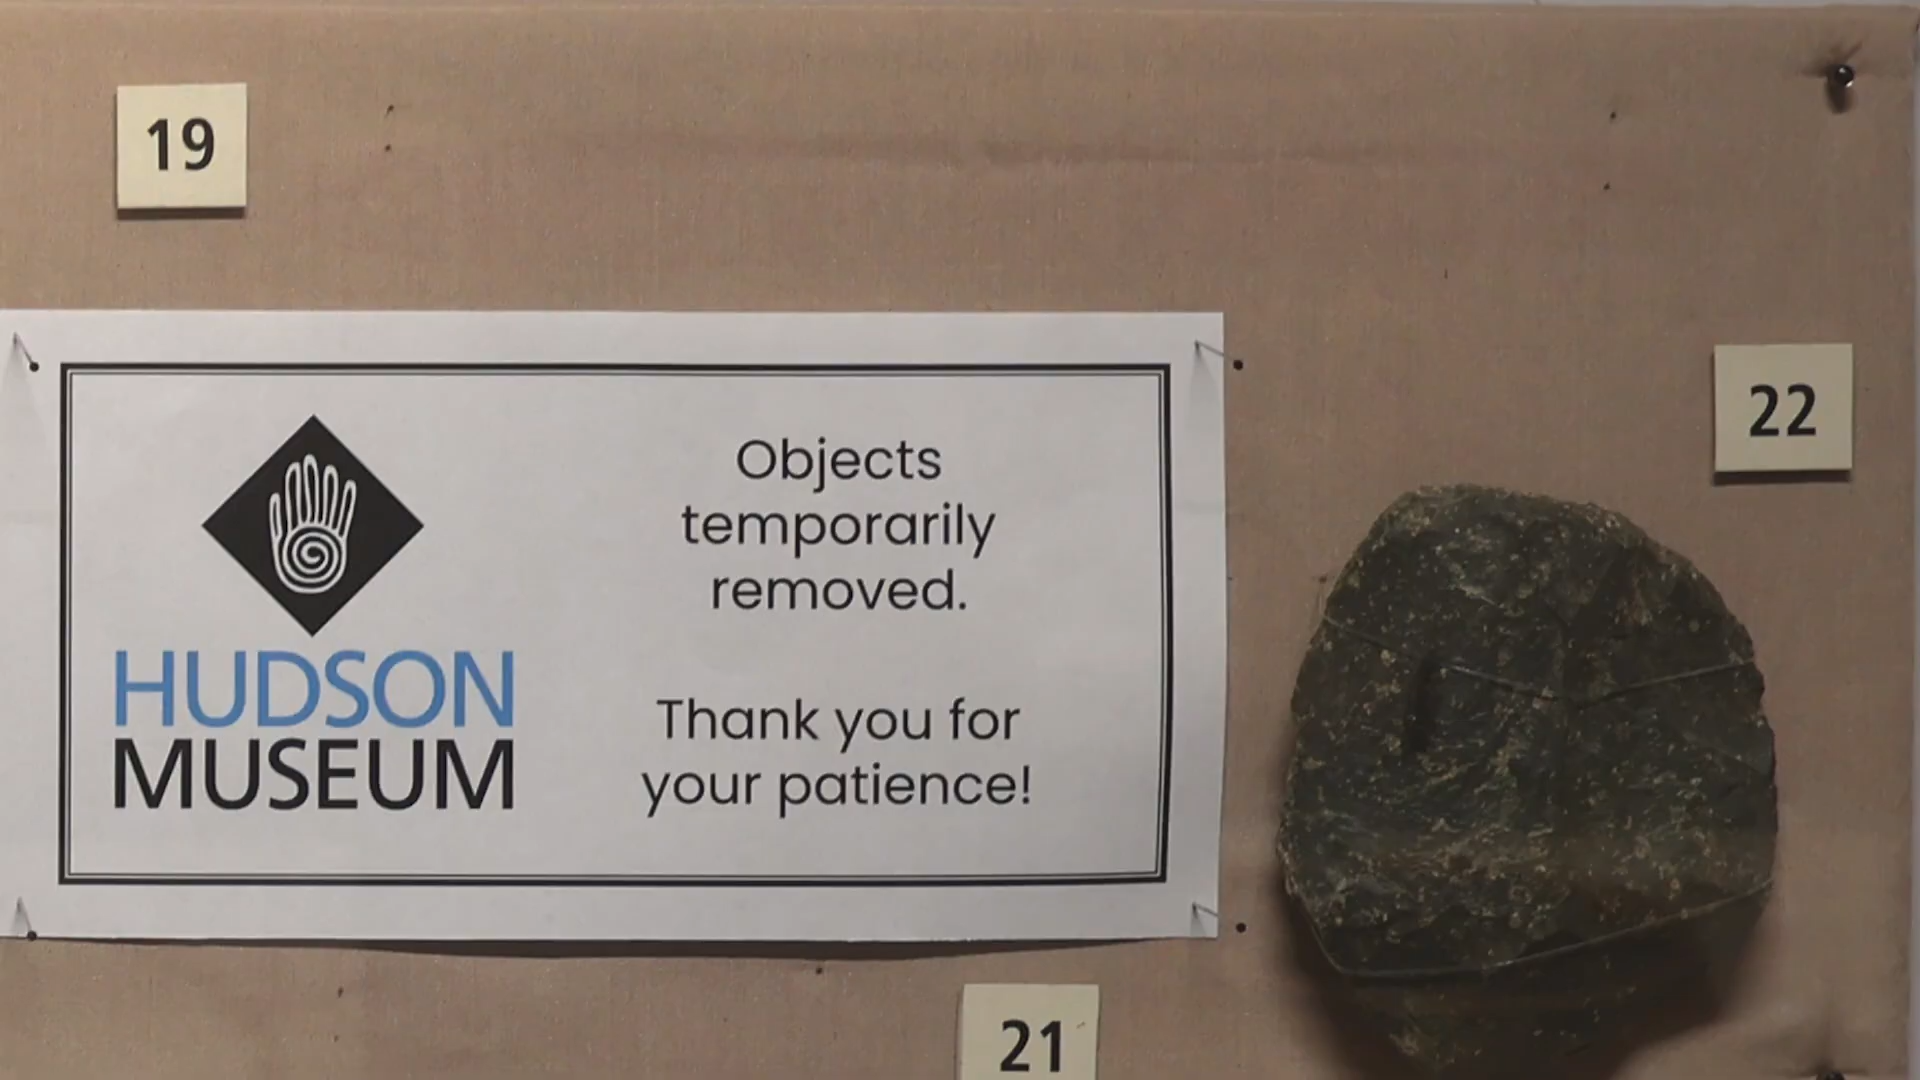 19
22
HUDSON
MUSEUM
Objects
temporarily
removed.
Thank you for
your patience!
21